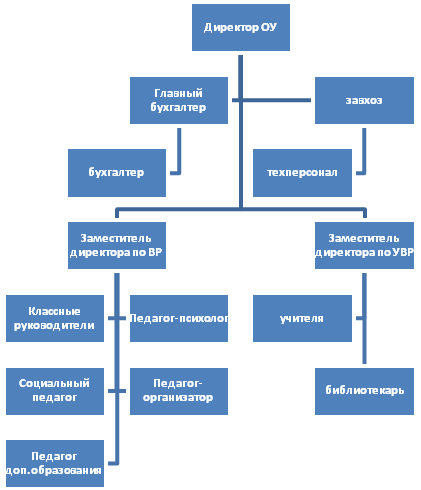 Директор ОУ
Главный
бухгалтер
завхоз
бухгалтер
техперсонал
Заместитель
директора по ВР
Заместитель
директора по УВР
Классные
руководители
Педагог-психолог
учителя
Социальный
педагог
Педагог-
организатор
библиотекарь
Педагог
доп.образования